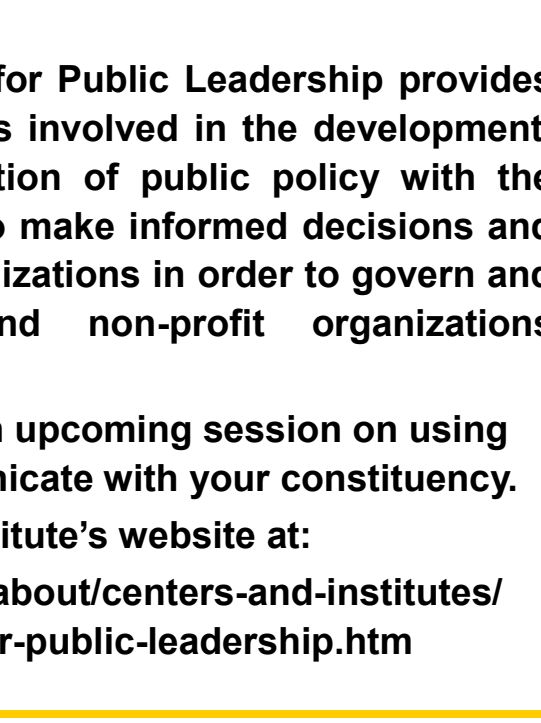 for Public Leadership provides
s involved in the development
tion of public policy with the
o make informed decisions and
izations in order to govern and
nd non-profit organizations
n upcoming session on using
nicate with your constituency.
itute’s website at:
about/centers-and-institutes/
r-public-leadership.htm